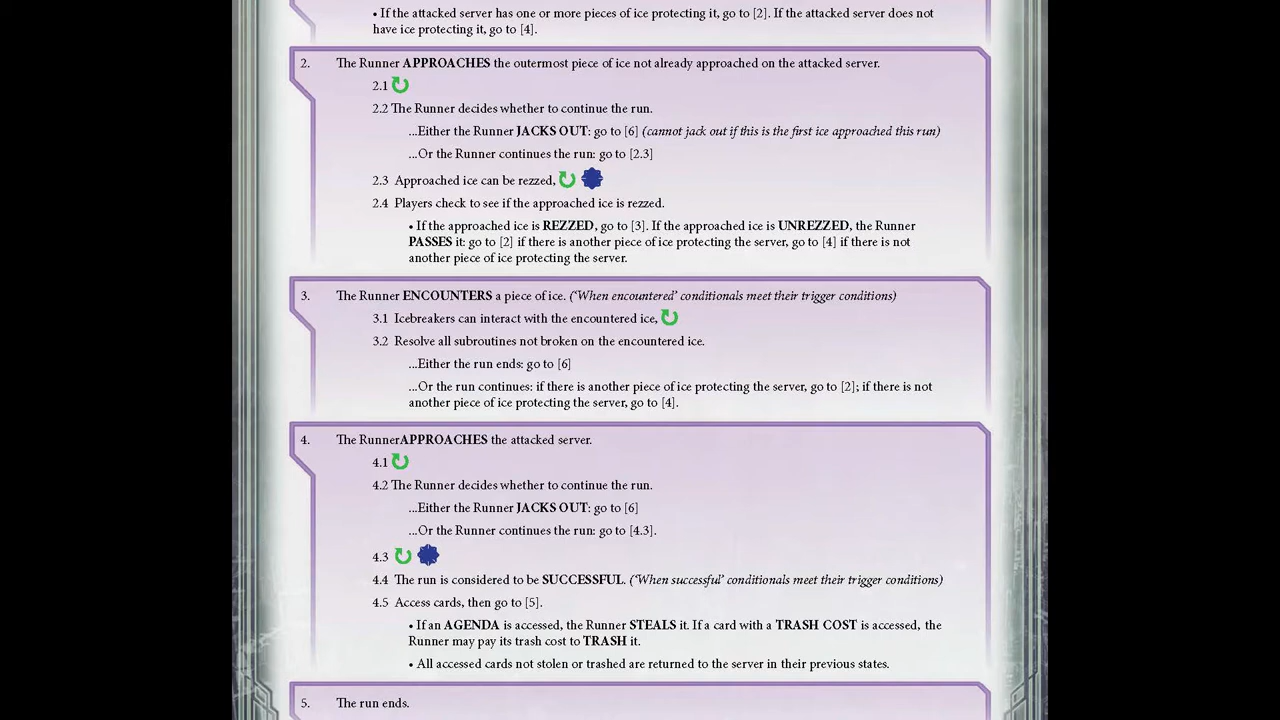 • If the attacked server has one or more pieces of ice protecting it, go to [2]. If the attacked server does not
have ice protecting it, go to [4].
2. The Runner APPROACHES the outermost piece of ice not already approached on the attacked server.
2.1
2.2 The Runner decides whether to continue the run.
...Either the Runner JACKS OUT: go to [6] (cannot jack out if this is the first ice approached this run)
...Or the Runner continues the run: go to [2.3]
2.3 Approached ice can be rezzed,
2.4 Players check to see if the approached ice is rezzed.
• If the approached ice is REZZED, go to [3]. If the approached ice is UNREZZED, the Runner
PASSES it: go to [2] if there is another piece of ice protecting the server, go to [4] if there is not
another piece of ice protecting the server.
3. The Runner ENCOUNTERS a piece of ice. ('When encountered' conditionals meet their trigger conditions)
3.1 Icebreakers can interact with the encountered ice,
3.2 Resolve all subroutines not broken on the encountered ice.
...Either the run ends: go to [6]
...Or the run continues: if there is another piece of ice protecting the server, go to [2]; if there is not
another piece of ice protecting the server, go to [4].
4. The RunnerAPPROACHES the attacked server.
4.1
4.2 The Runner decides whether to continue the run.
...Either the Runner JACKS OUT: go to [6]
...Or the Runner continues the run: go to [4.3].
4.3
4.4 The run is considered to be SUCCESSFUL. ('When successful' conditionals meet their trigger conditions)
4.5 Access cards, then go to [5].
• If an AGENDA is accessed, the Runner STEALS it. If a card with a TRASH COST is accessed, the
Runner may pay its trash cost to TRASH it.
• All accessed cards not stolen or trashed are returned to the server in their previous states.
5. The run ends.